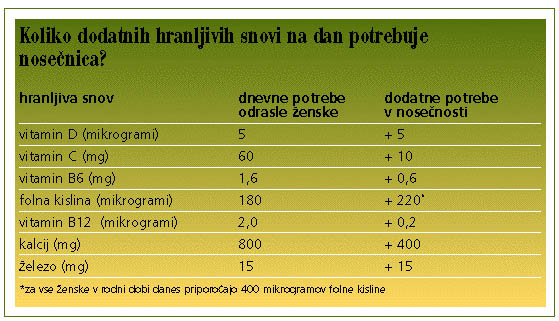 Koliko dodatnih hranljivih snovi na dan potrebuje
nosečnica?
hranljiva snov dnevne potrebe dodatne potrebe
odrasle ženske v nosečnosti
vitamin D (mikrogrami) 5 + 5
vitamin C (mg) 60 + 10
vitamin B6 (mg) 1,6 + 0,6
folna kislina (mikrogrami) 180 + 220*
vitamin B12 (mikrogrami) 2,0 + 0,2
kalcij (mg) 800 + 400
železo (mg) 15 + 15
*za vse ženske v rodni dobi danes priporočajo 400 mikrogramov folne kisline